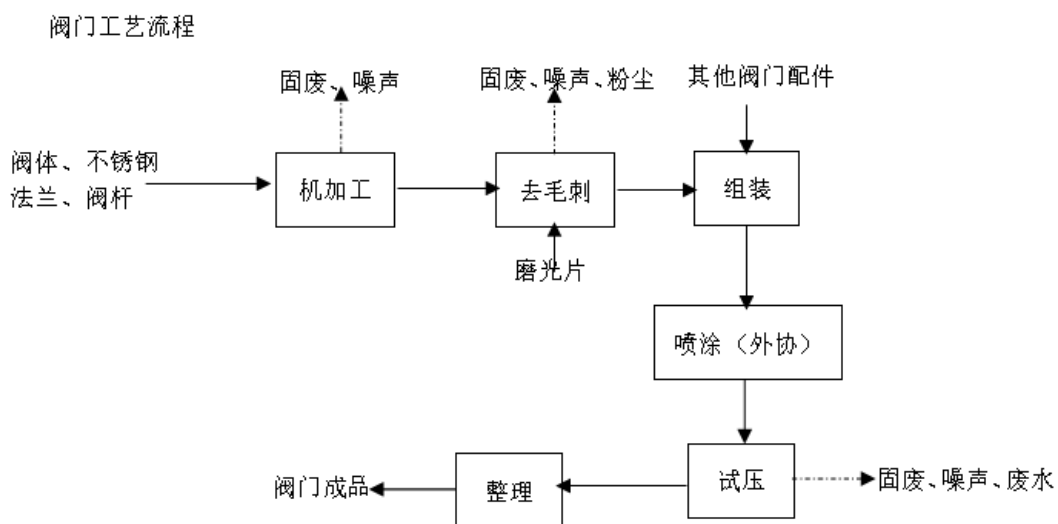 阀门工艺流程
固废、噪声
固废、噪声、粉尘
其他阀门配件
阀体、不锈钢
法兰、阀杆
机加工
去毛刺
组装
磨光片
喷涂（外协）
阀门成品
整理
试压
固废、噪声、废水